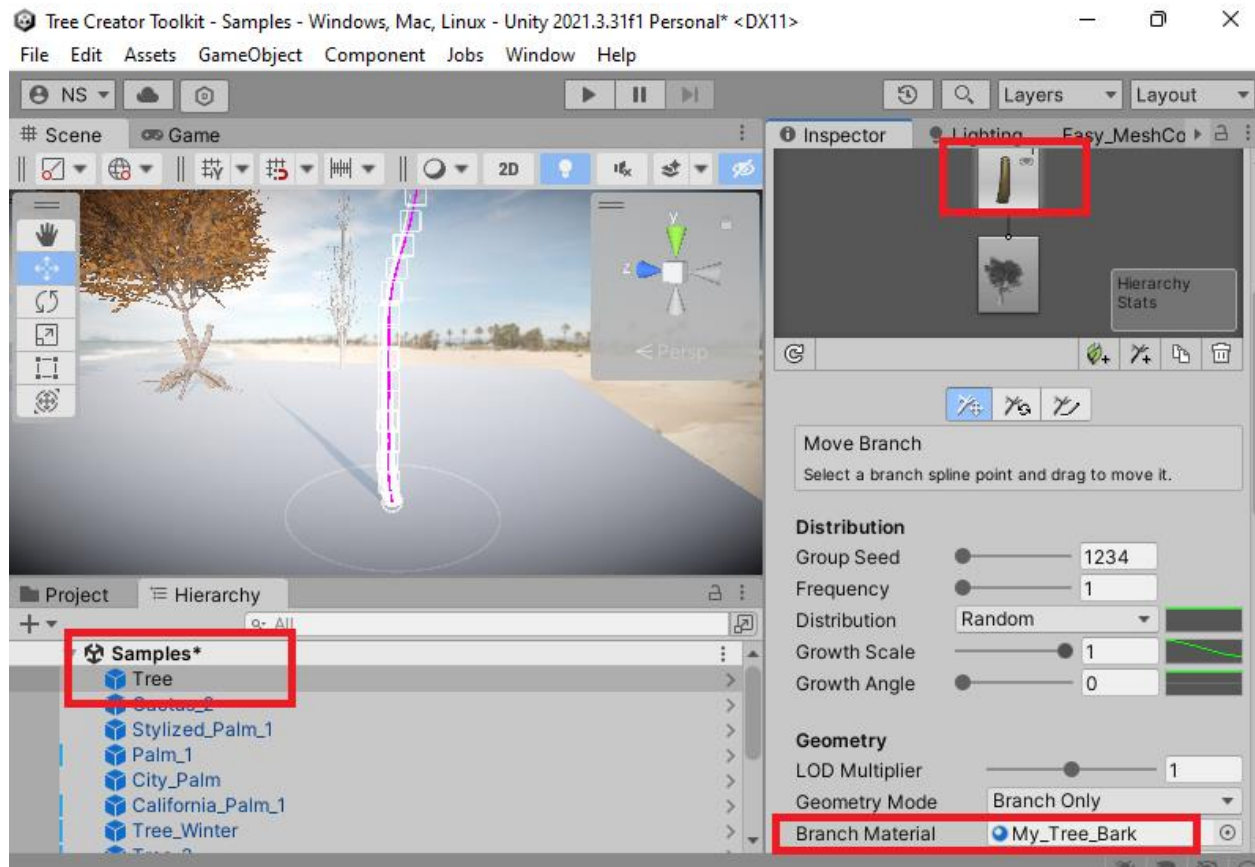 Tree Creator Toolkit - Samples - Windows, Mac, Linux - Unity 2021.3.31f1 Personal* <DX11>
File Edit Assets GameObject Component Jobs Window Help
NS Layers Layout
Scene Game
2D
y
z
Persp
Inspector Lighting Easy_MeshCo
Hierarchy
Stats
Move Branch
Select a branch spline point and drag to move it.
Distribution
Group Seed 1234
Frequency 1
Distribution Random
Growth Scale 1
Growth Angle 0
Geometry
LOD Multiplier 1
Geometry Mode Branch Only
Branch Material My_Tree_Bark
Project Hierarchy
All
Samples*
Tree
Cactus_2
Stylized_Palm_1
Palm_1
City_Palm
California_Palm_1
Tree_Winter